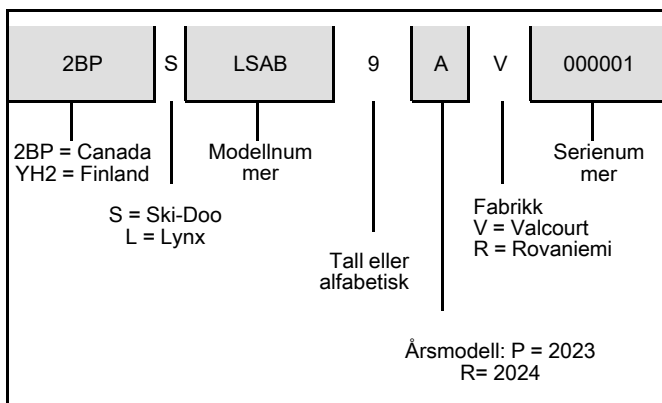 2BP S LSAB 9 A V 000001
2BP = Canada
YH2 = Finland
Modellnum
mer
Serienum
mer
S = Ski-Doo
L = Lynx
Fabrikk
V = Valcourt
R = Rovaniemi
Tall eller
alfabetisk
Årsmodell: P = 2023
R= 2024